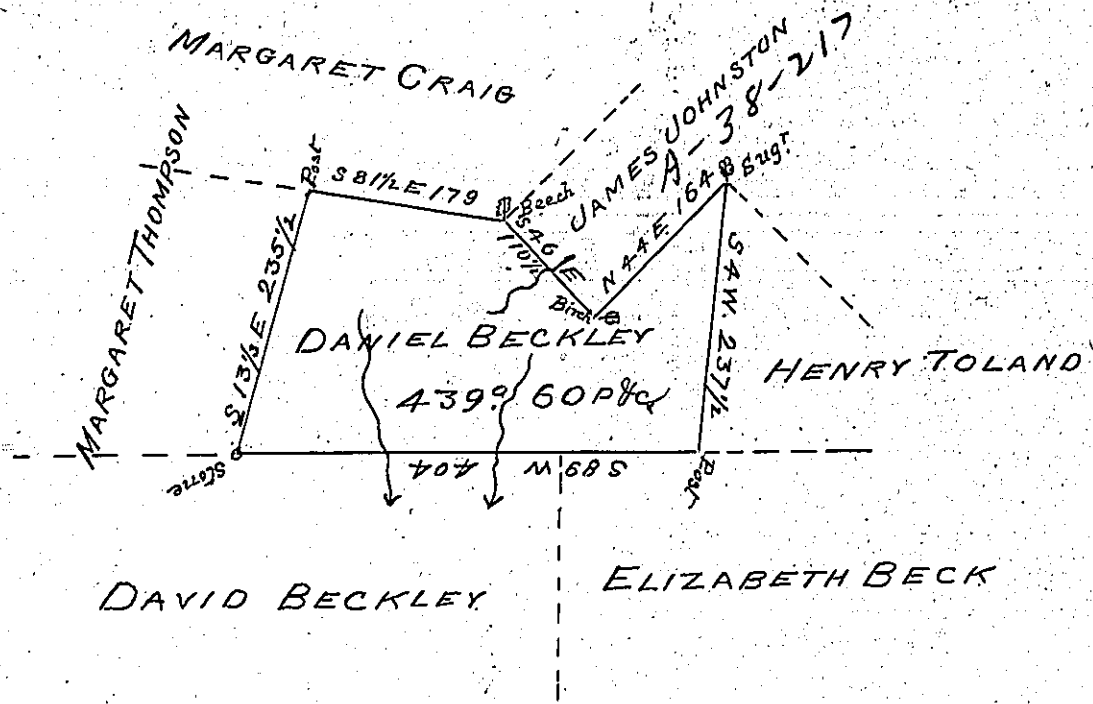 MARGARET CRAIG
JAMES JOHNSTON
A-38-217
MARGARET THOMPSON
Post
S 81½ E 179
Beech
S 46 E
110½
N 44 E. 164
Sugr.
S 13⅓ E 235½
Birch
DANIEL BECKLEY
S 4 W. 237½
HENRY TOLAND
439a 60P &ca
Stone
S 89 W 404
Post
DAVID BECKLEY
ELIZABETH BECK